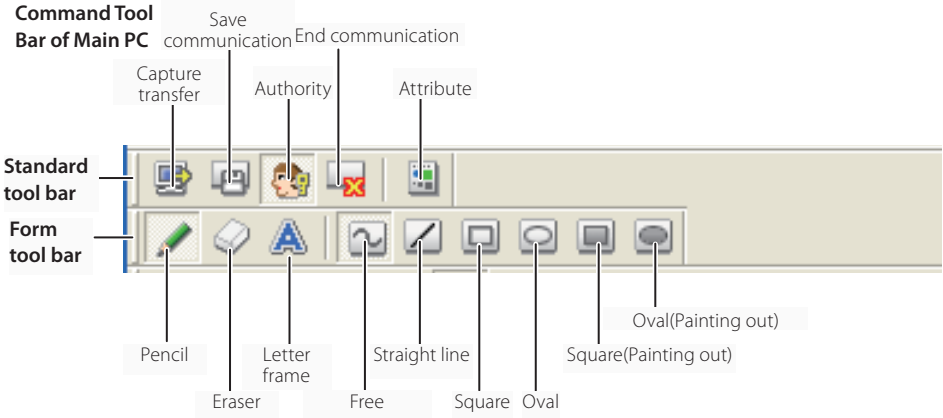 Command Tool
Bar of Main PC
Save
communication
End communication
Capture
transfer
Authority
Attribute
Standard
tool bar
Form
tool bar
Oval(Painting out)
Pencil
Letter
frame
Straight line
Square(Painting out)
Eraser
Free
Square
Oval